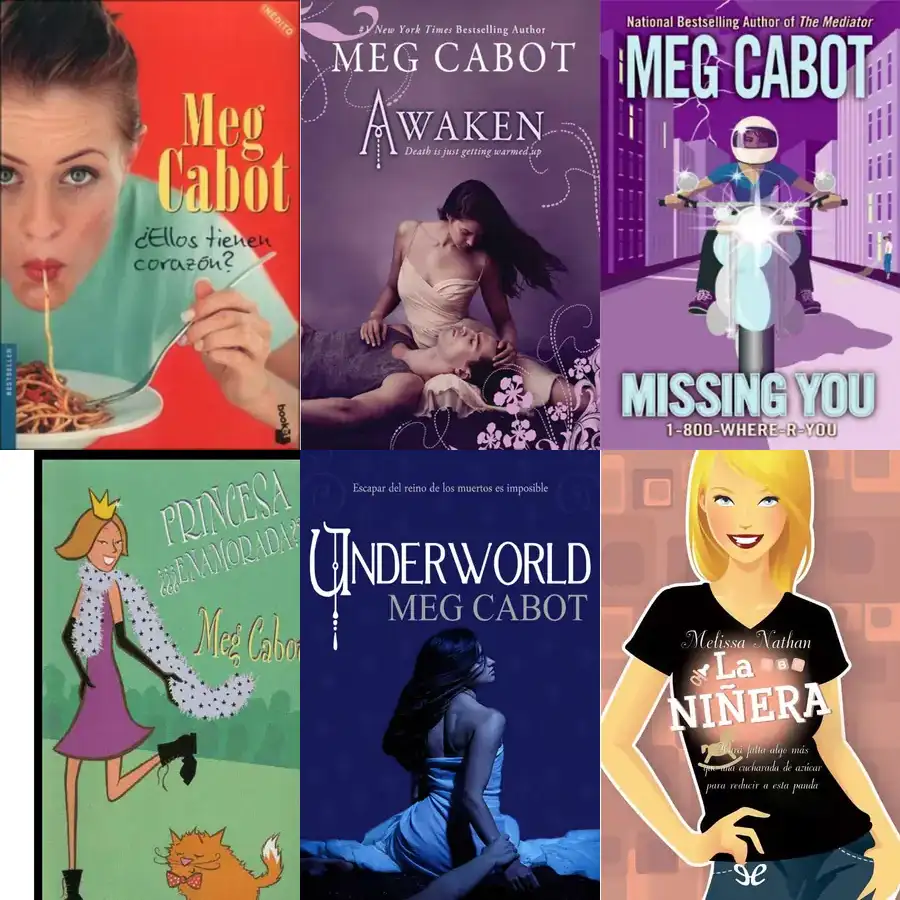 INÉDITO
Meg
Cabot
¿Ellos tienen
corazón?
BESTSELLER
booket
#1 New York Times Bestselling Author
MEG CABOT
AWAKEN
Death is just getting warmed up
National Bestselling Author of The Mediator
MEG CABOT
MISSING YOU
1-800-WHERE-R-YOU
PRINCESA
¿¿¿ENAMORADA???
Meg Cabot
Escapar del reino de los muertos es imposible
UNDERWORLD
MEG CABOT
Melissa Nathan
La
NIÑERA
falta algo más
que una cucharada de azúcar
para reducir a esta panda